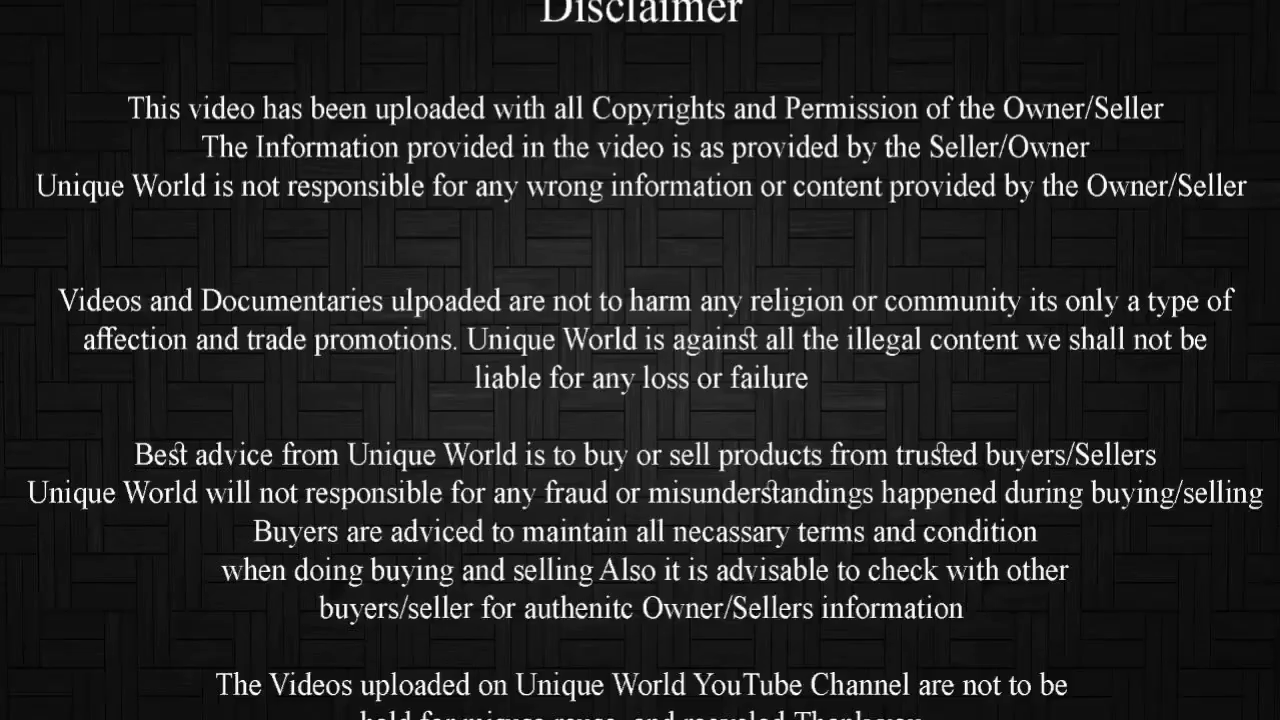 Disclaimer
This video has been uploaded with all Copyrights and Permission of the Owner/Seller
The Information provided in the video is as provided by the Seller/Owner
Unique World is not responsible for any wrong information or content provided by the Owner/Seller
Videos and Documentaries ulpoaded are not to harm any religion or community its only a type of
affection and trade promotions. Unique World is against all the illegal content we shall not be
liable for any loss or failure
Best advice from Unique World is to buy or sell products from trusted buyers/Sellers
Unique World will not responsible for any fraud or misunderstandings happened during buying/selling
Buyers are adviced to maintain all necassary terms and condition
when doing buying and selling Also it is advisable to check with other
buyers/seller for authenitc Owner/Sellers information
The Videos uploaded on Unique World YouTube Channel are not to be